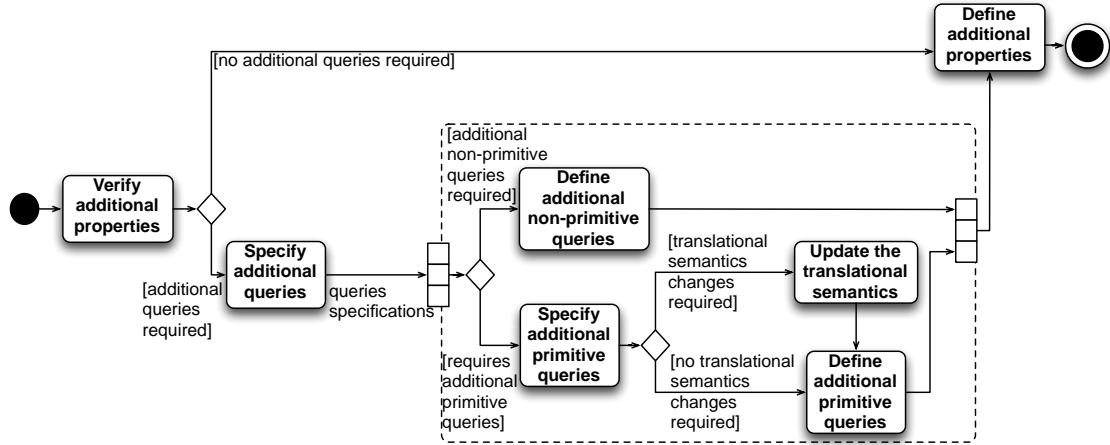 Define
additional
properties
[no additional queries required]
[additional
non-primitive
queries
required]
Verify
additional
properties
Define
additional
non-primitive
queries
Specify
additional
queries
[additional
queries
required]
queries
specifications
[translational
semantics
changes
required]
Update the
translational
semantics
Specify
additional
primitive
queries
[requires
additional
primitive
queries]
[no translational
semantics
changes
required]
Define
additional
primitive
queries